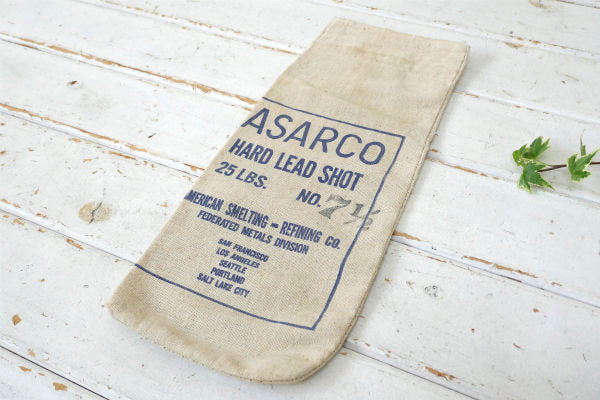 ASARCO
HARD LEAD SHOT
25 LBS. NO. 7½
AMERICAN SMELTING AND REFINING CO.
FEDERATED METALS DIVISION
SAN FRANCISCO
LOS ANGELES
SEATTLE
PORTLAND
SALT LAKE CITY